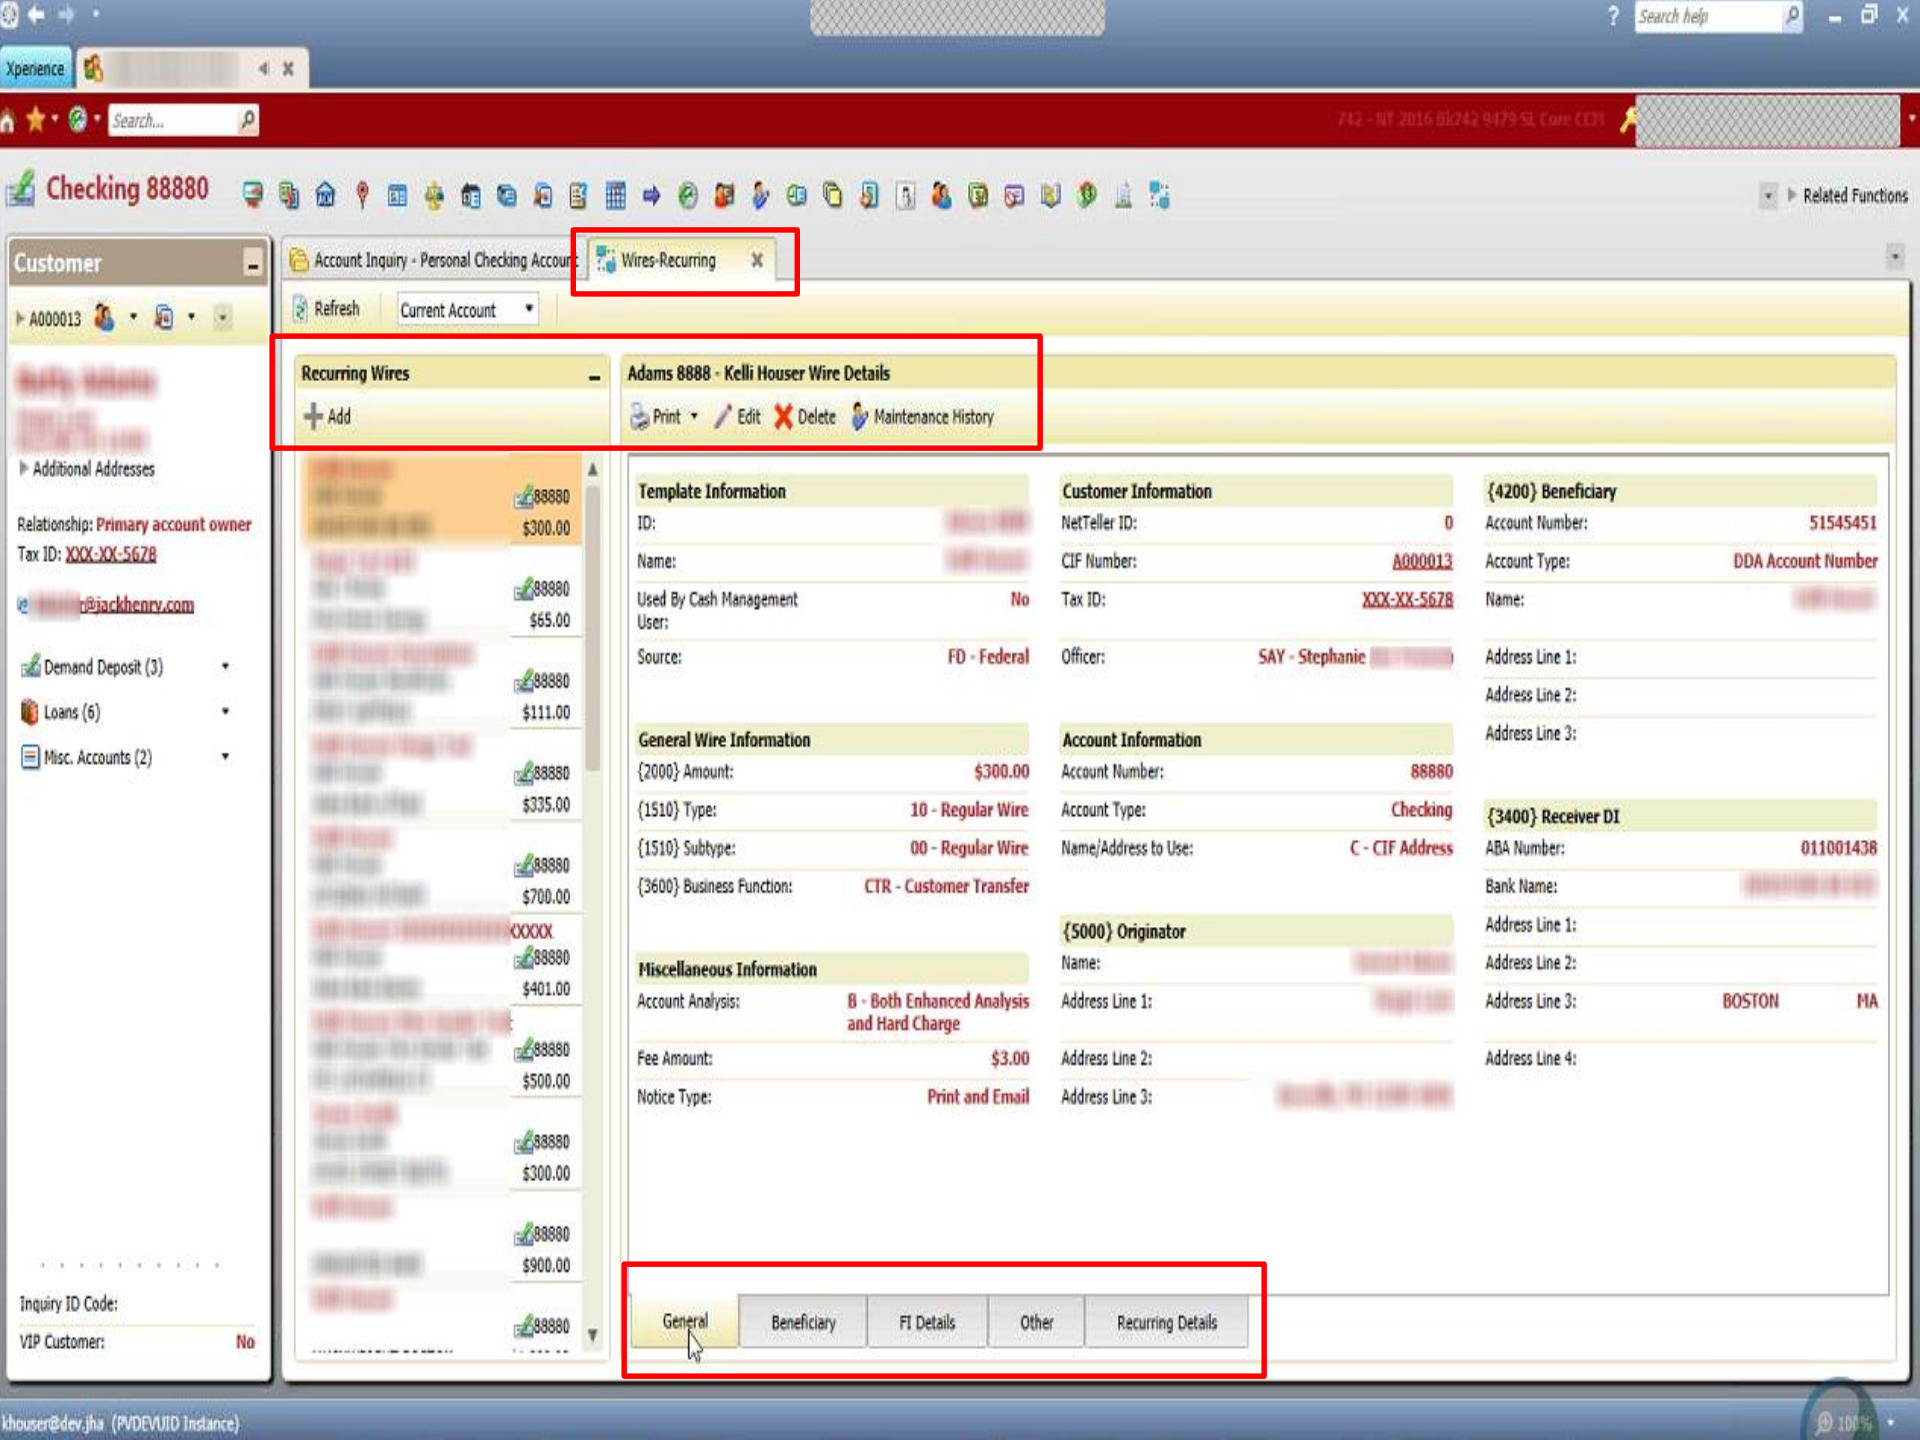 ? Search help
Xperience
Search...
742 - NT 2016 Bk742 9479 SL Core CCM
Checking 88880
Related Functions
Customer
A000013
Additional Addresses
Relationship: Primary account owner
Tax ID: XXX-XX-5678
@jackhenry.com
Demand Deposit (3)
Loans (6)
Misc. Accounts (2)
Inquiry ID Code:
VIP Customer: No
Account Inquiry - Personal Checking Account
Wires-Recurring
Refresh
Current Account
Recurring Wires
Add
88880
$300.00
88880
$65.00
88880
$111.00
88880
$335.00
88880
$700.00
XXXXX
88880
$401.00
88880
$500.00
88880
$300.00
88880
$900.00
88880
Adams 8888 - Kelli Houser Wire Details
Print Edit Delete Maintenance History
Template Information
ID:
Name:
Used By Cash Management User: No
Source: FD - Federal
General Wire Information
{2000} Amount: $300.00
{1510} Type: 10 - Regular Wire
{1510} Subtype: 00 - Regular Wire
{3600} Business Function: CTR - Customer Transfer
Miscellaneous Information
Account Analysis: B - Both Enhanced Analysis
and Hard Charge
Fee Amount: $3.00
Notice Type: Print and Email
Customer Information
NetTeller ID: 0
CIF Number: A000013
Tax ID: XXX-XX-5678
Officer: SAY - Stephanie
Account Information
Account Number: 88880
Account Type: Checking
Name/Address to Use: C - CIF Address
{5000} Originator
Name:
Address Line 1:
Address Line 2:
Address Line 3:
{4200} Beneficiary
Account Number: 51545451
Account Type: DDA Account Number
Name:
Address Line 1:
Address Line 2:
Address Line 3:
{3400} Receiver DI
ABA Number: 011001438
Bank Name:
Address Line 1:
Address Line 2:
Address Line 3: BOSTON MA
Address Line 4:
General Beneficiary FI Details Other Recurring Details
khouser@dev.jha (PVDEVUID Instance)
100%